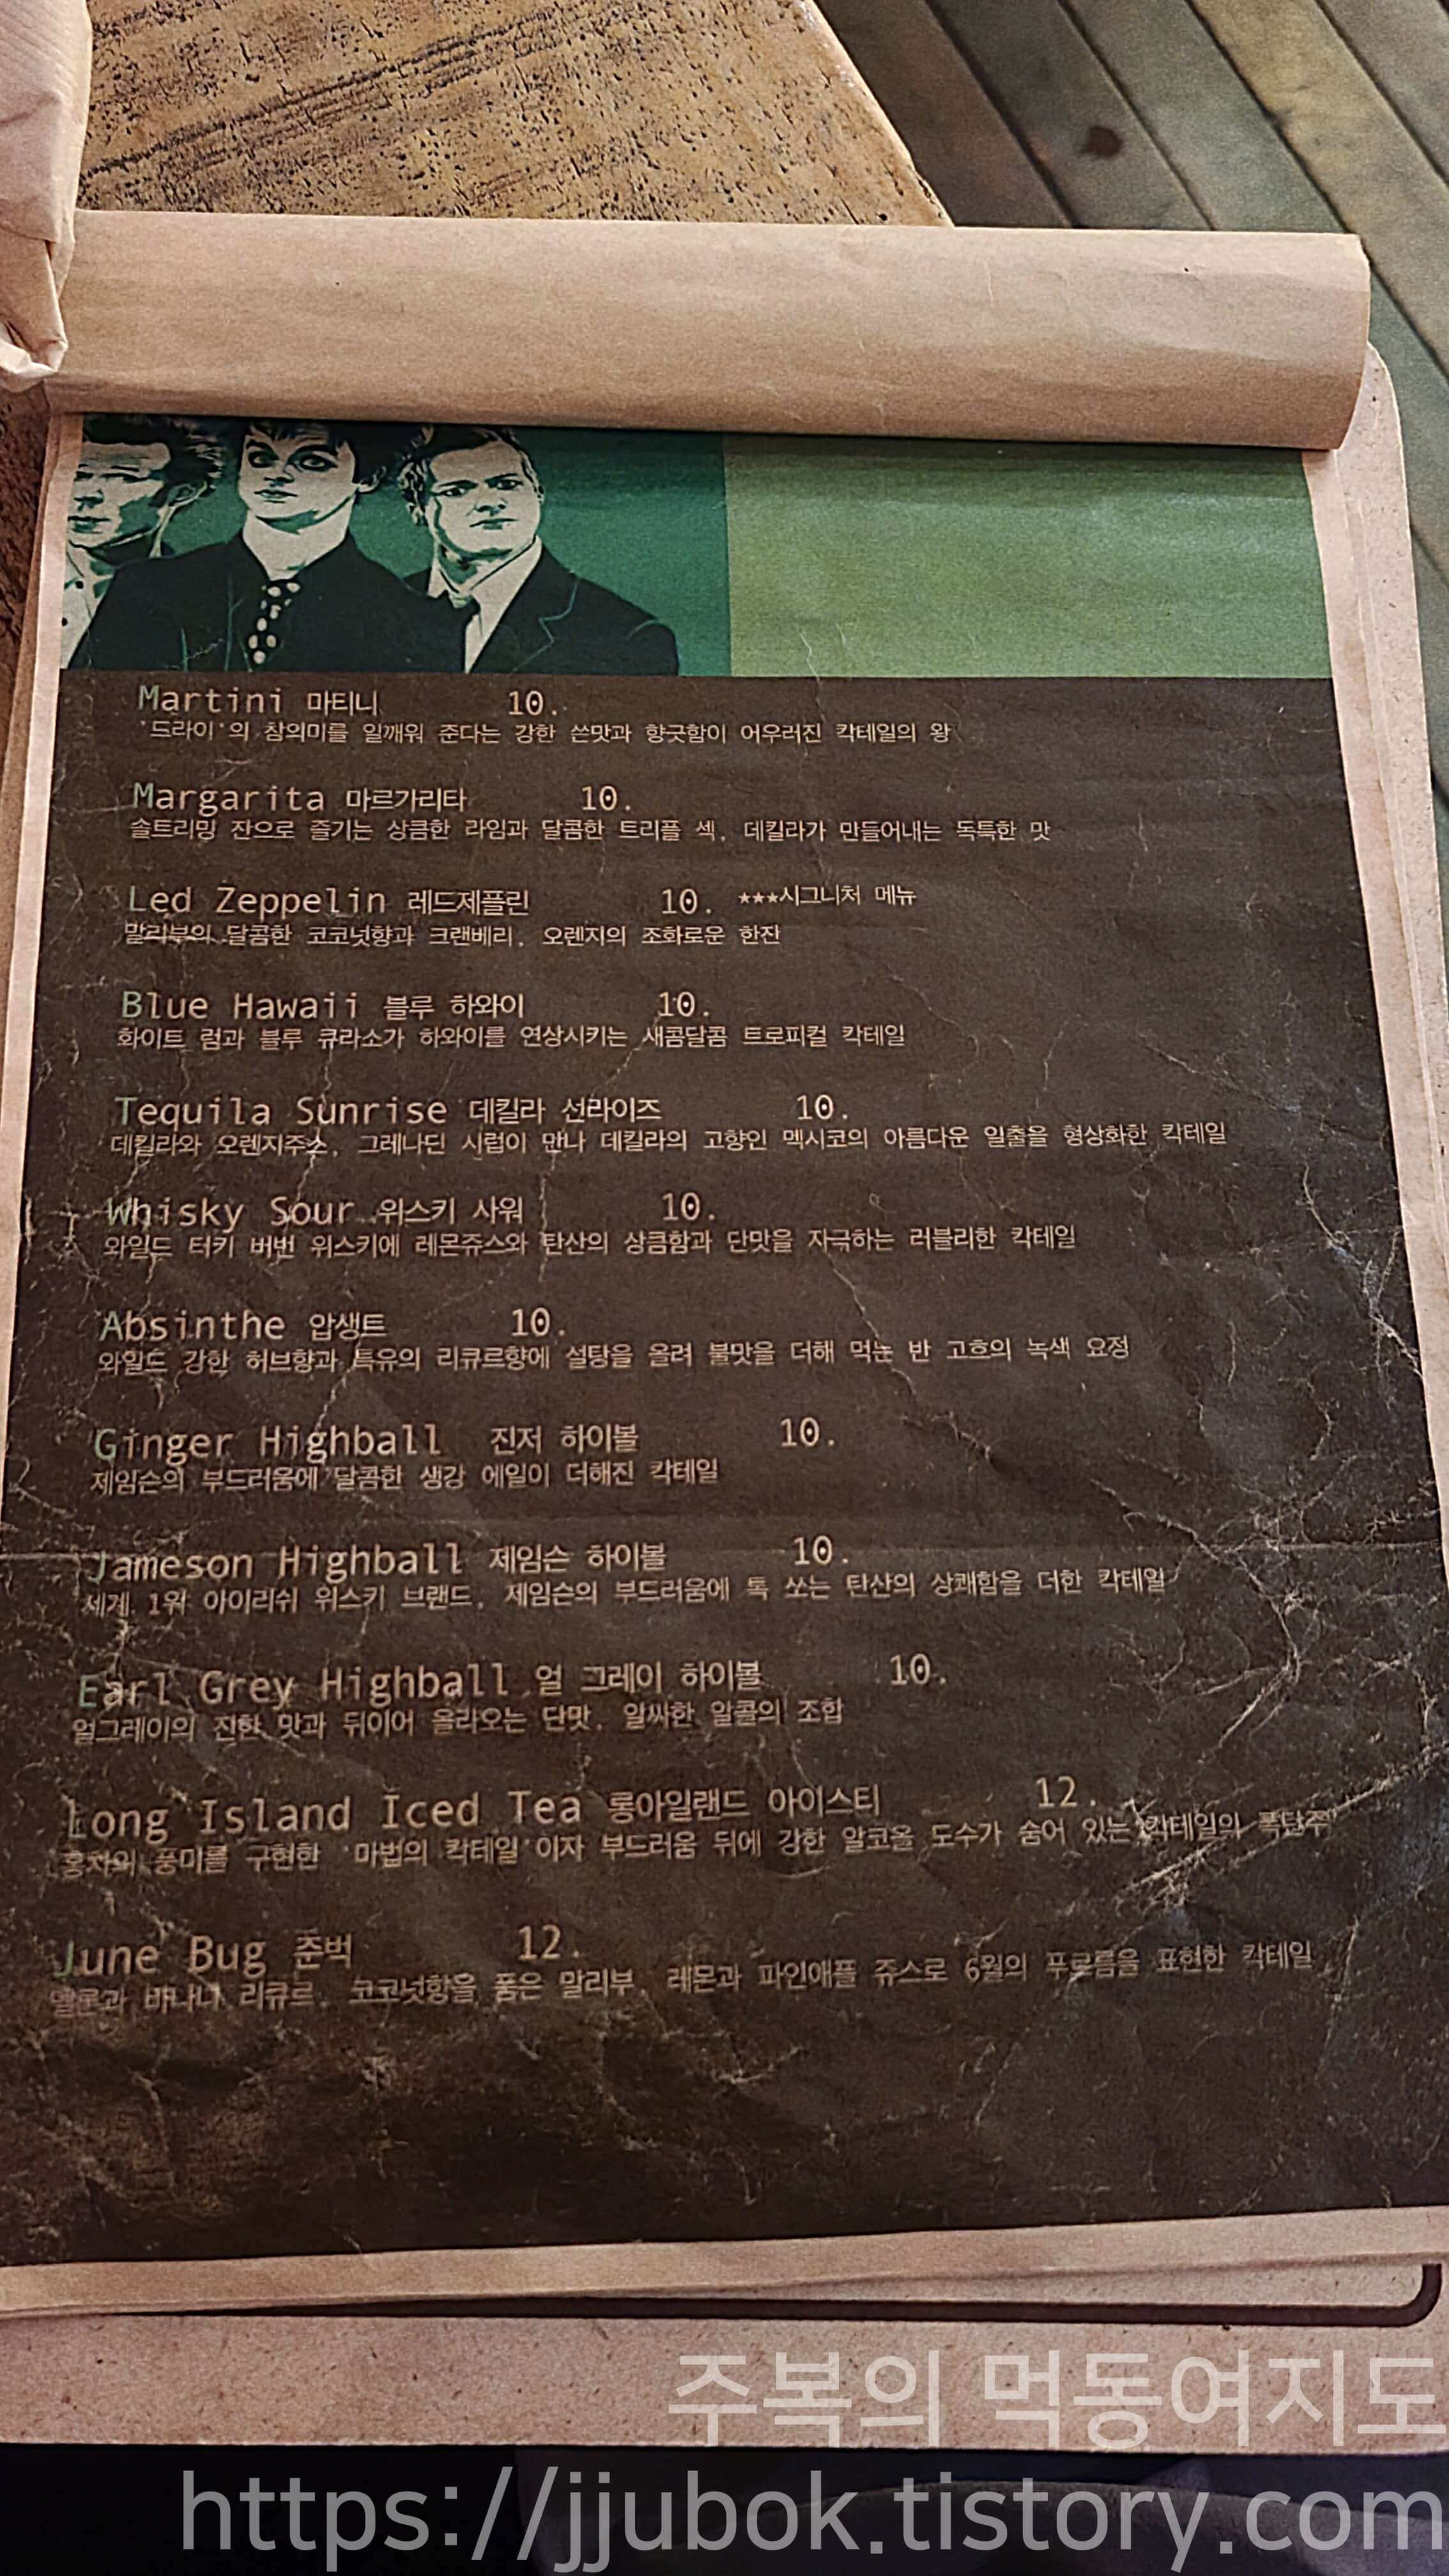 Martini 마티니 10.
'드라이'의 참의미를 일깨워 준다는 강한 쓴맛과 향긋함이 어우러진 칵테일의 왕
Margarita 마르가리타 10.
솔트리밍 잔으로 즐기는 상큼한 라임과 달콤한 트리플 섹, 데킬라가 만들어내는 독특한 맛
Led Zeppelin 레드제플린 10. ★★★시그니처 메뉴
말리부의 달콤한 코코넛향과 크랜베리, 오렌지의 조화로운 한잔
Blue Hawaii 블루 하와이 10.
화이트 럼과 블루 큐라소가 하와이를 연상시키는 새콤달콤 트로피컬 칵테일
Tequila Sunrise 데킬라 선라이즈 10.
데킬라와 오렌지주스, 그레나딘 시럽이 만나 데킬라의 고향인 멕시코의 아름다운 일출을 형상화한 칵테일
Whisky Sour 위스키 사워 10.
와일드 터키 버번 위스키에 레몬쥬스와 탄산의 상큼함과 단맛을 자극하는 러블리한 칵테일
Absinthe 압생트 10.
와일드 강한 허브향과 특유의 리큐르향에 설탕을 올려 불맛을 더해 먹는 반 고흐의 녹색 요정
Ginger Highball 진저 하이볼 10.
제임슨의 부드러움에 달콤한 생강 에일이 더해진 칵테일
Jameson Highball 제임슨 하이볼 10.
세계 1위 아이리쉬 위스키 브랜드, 제임슨의 부드러움에 톡 쏘는 탄산의 상쾌함을 더한 칵테일
Earl Grey Highball 얼 그레이 하이볼 10.
얼그레이의 진한 맛과 뒤이어 올라오는 단맛, 알싸한 알콜의 조합
Long Island Iced Tea 롱아일랜드 아이스티 12.
홍차의 풍미를 구현한 '마법의 칵테일'이자 부드러움 뒤에 강한 알코올 도수가 숨어 있는 칵테일의 폭탄주
June Bug 준벅 12.
멜론과 바나나 리큐르, 코코넛향을 품은 말리부, 레몬과 파인애플 쥬스로 6월의 푸르름을 표현한 칵테일
주복의 먹동여지도
https://jjubok.tistory.com